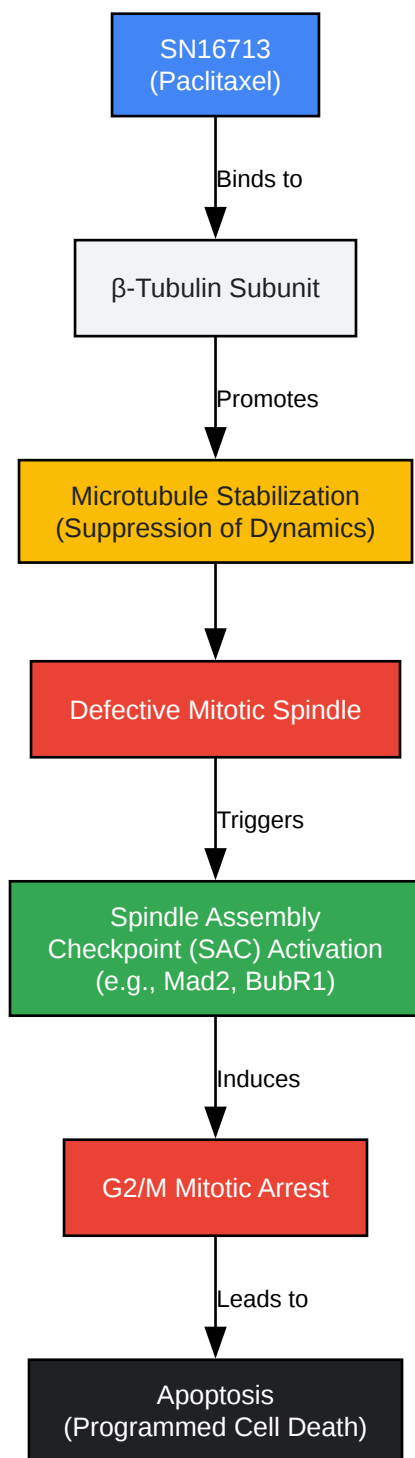 SN16713
(Paclitaxel)
Binds to
β-Tubulin Subunit
Promotes
Microtubule Stabilization
(Suppression of Dynamics)
Defective Mitotic Spindle
Triggers
Spindle Assembly
Checkpoint (SAC) Activation
(e.g., Mad2, BubR1)
Induces
G2/M Mitotic Arrest
Leads to
Apoptosis
(Programmed Cell Death)